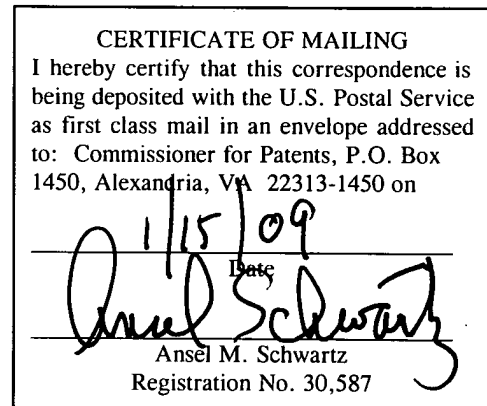 CERTIFICATE OF MAILING
I hereby certify that this correspondence is
being deposited with the U.S. Postal Service
as first class mail in an envelope addressed
to: Commissioner for Patents, P.O. Box
1450, Alexandria, VA 22313-1450 on
1/15/09
Date
Ansel Schwartz
Ansel M. Schwartz
Registration No. 30,587